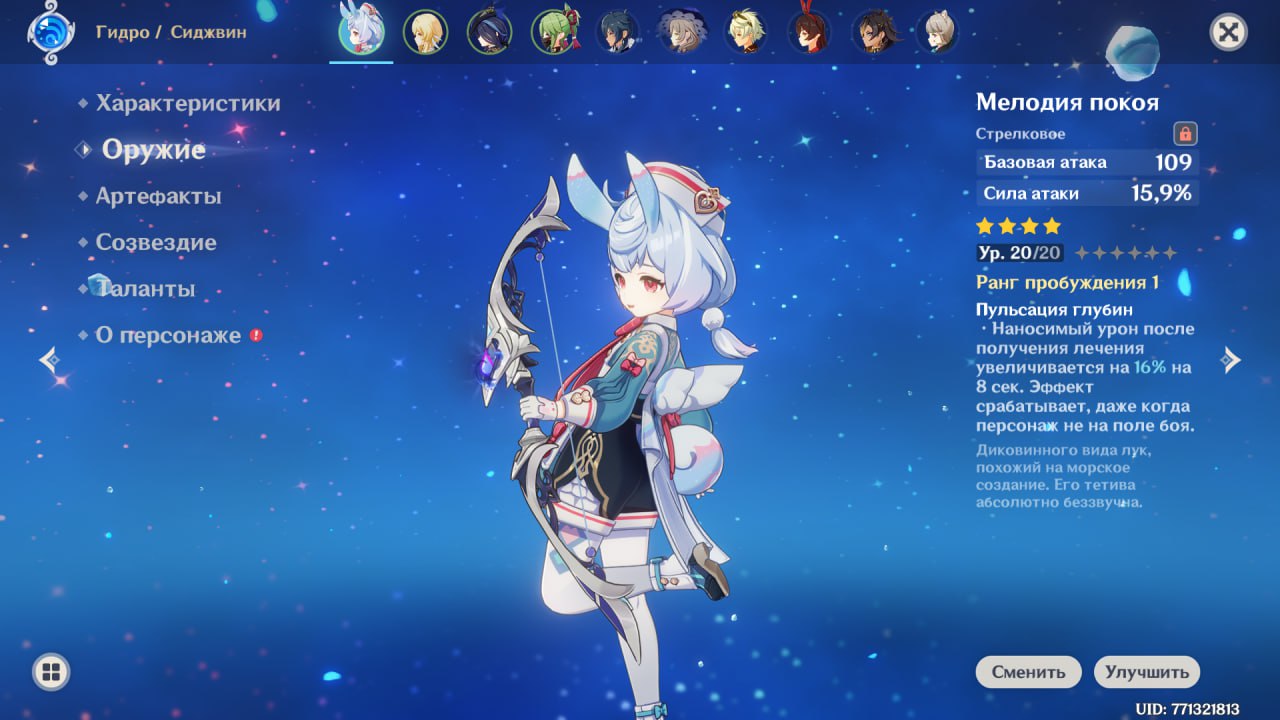 Гидро / Сиджвин
Характеристики
Оружие
Артефакты
Созвездие
Таланты
О персонаже
Мелодия покоя
Стрелковое
Базовая атака 109
Сила атаки 15,9%
Ур. 20/20
Ранг пробуждения 1
Пульсация глубин
· Наносимый урон после
получения лечения
увеличивается на 16% на
8 сек. Эффект
срабатывает, даже когда
персонаж не на поле боя.
Диковинного вида лук,
похожий на морское
создание. Его тетива
абсолютно беззвучна.
Сменить
Улучшить
UID: 771321813